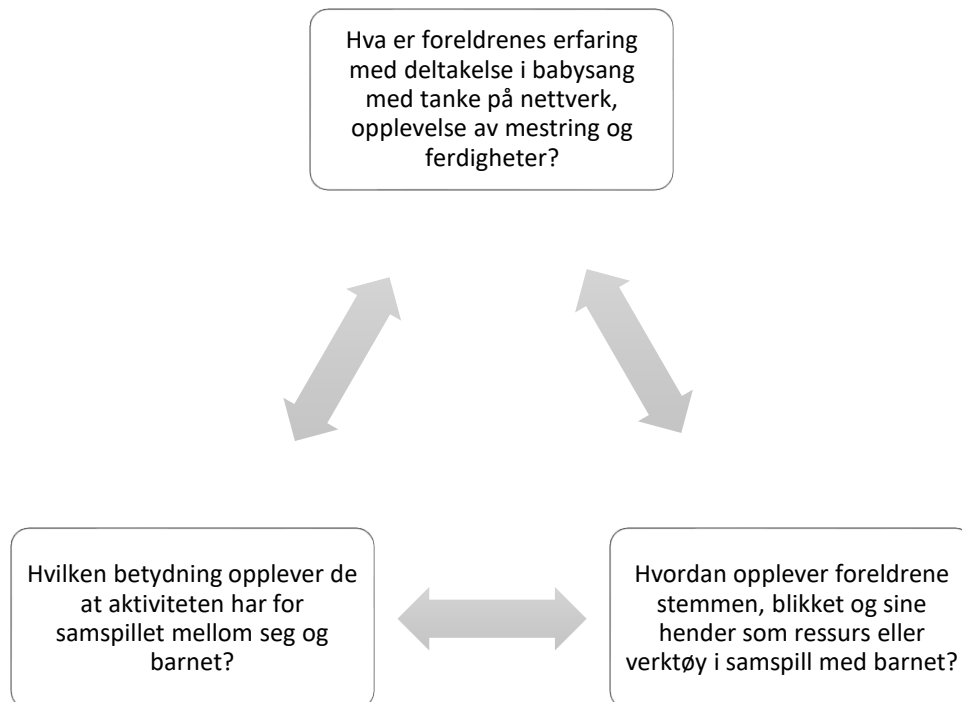 Hva er foreldrenes erfaring
med deltakelse i babysang
med tanke på nettverk,
opplevelse av mestring og
ferdigheter?
Hvilken betydning opplever de
at aktiviteten har for
samspillet mellom seg og
barnet?
Hvordan opplever foreldrene
stemmen, blikket og sine
hender som ressurs eller
verktøy i samspill med barnet?